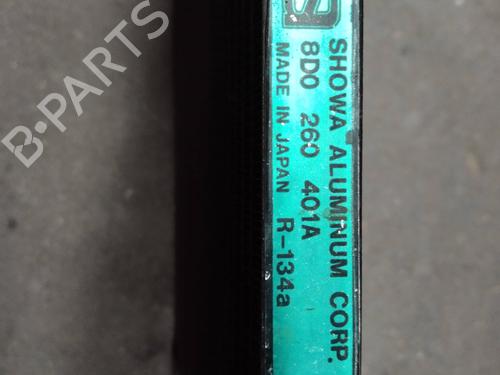 B-PARTS
S
SHOWA ALUMINUM CORP.
8D0 260 401A
MADE IN JAPAN R-134a